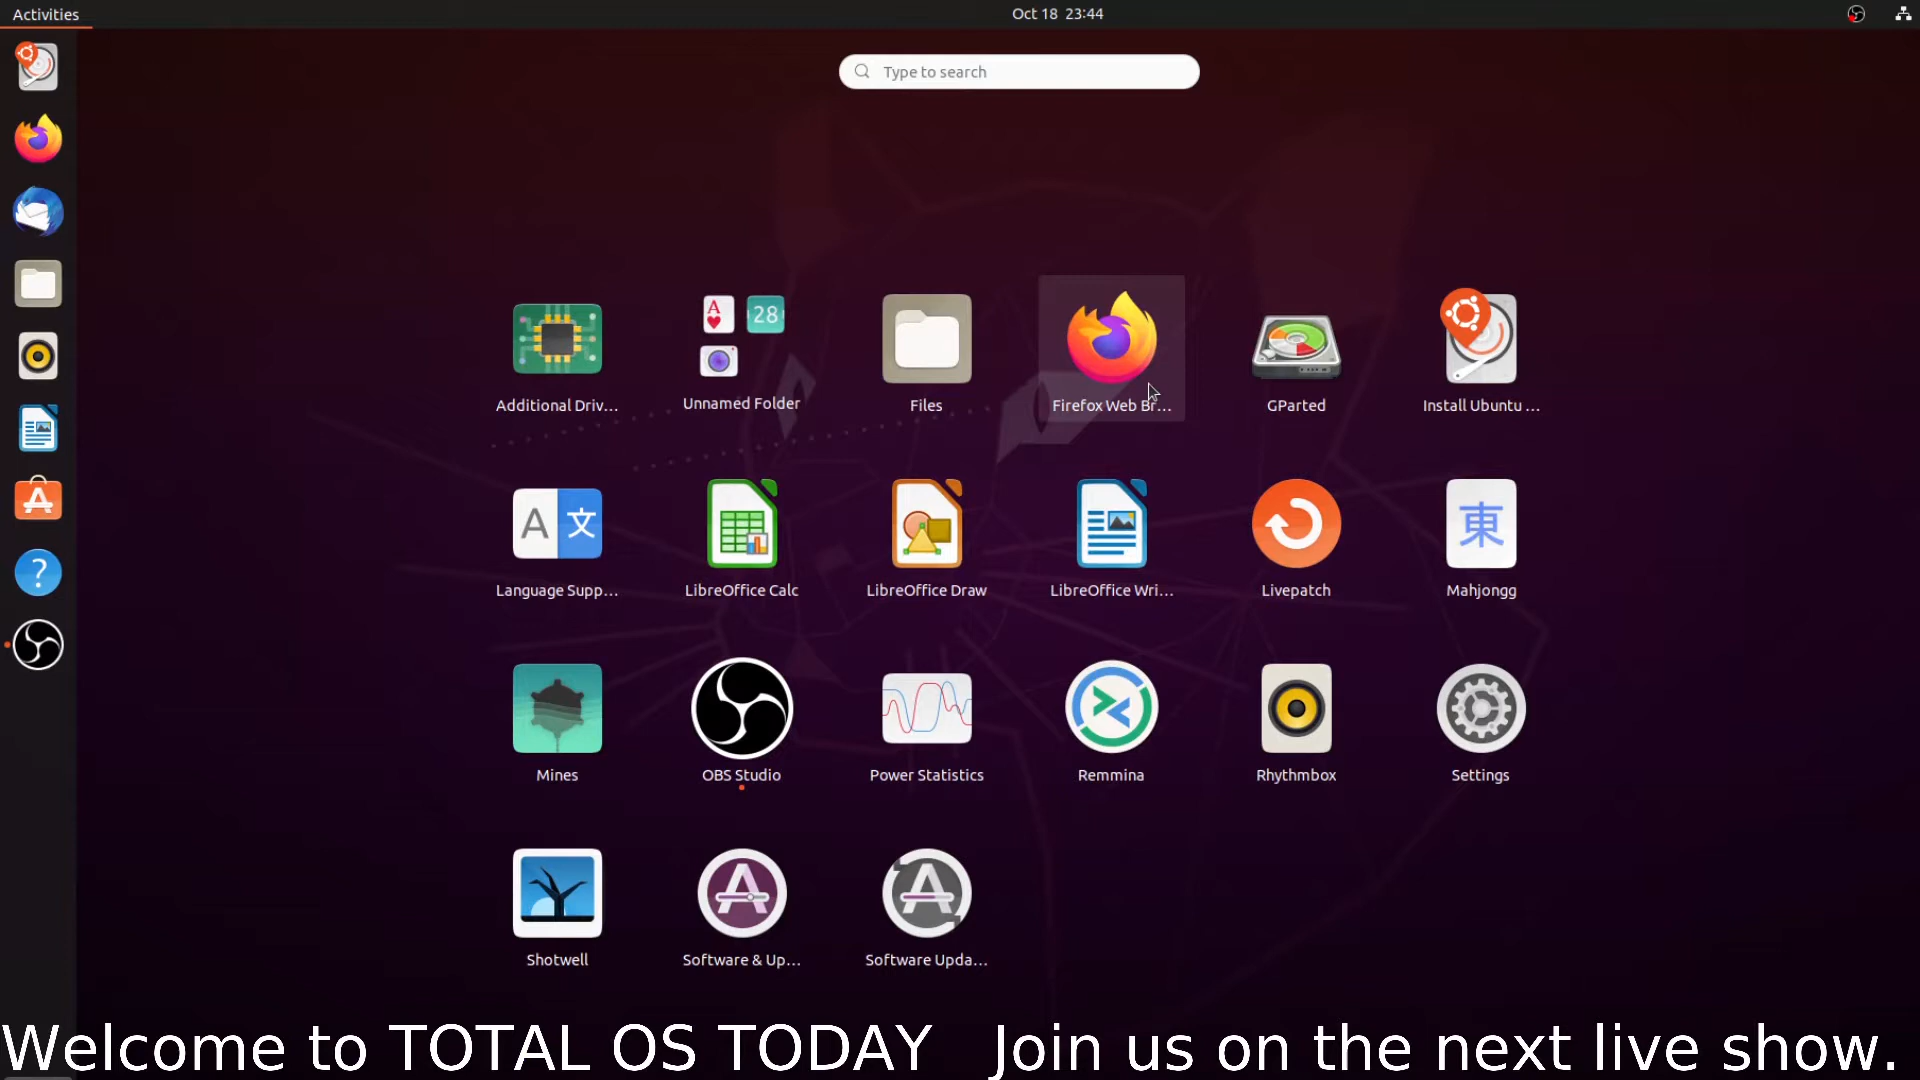 Activities
Oct 18 23:44
Type to search
A
28
Additional Driv...
Unnamed Folder
Files
Firefox Web Br...
GParted
Install Ubuntu ...
A 文
東
Language Supp...
LibreOffice Calc
LibreOffice Draw
LibreOffice Wri...
Livepatch
Mahjongg
Mines
OBS Studio
Power Statistics
Remmina
Rhythmbox
Settings
Shotwell
Software & Up...
Software Upda...
?
Welcome to TOTAL OS TODAY Join us on the next live show.